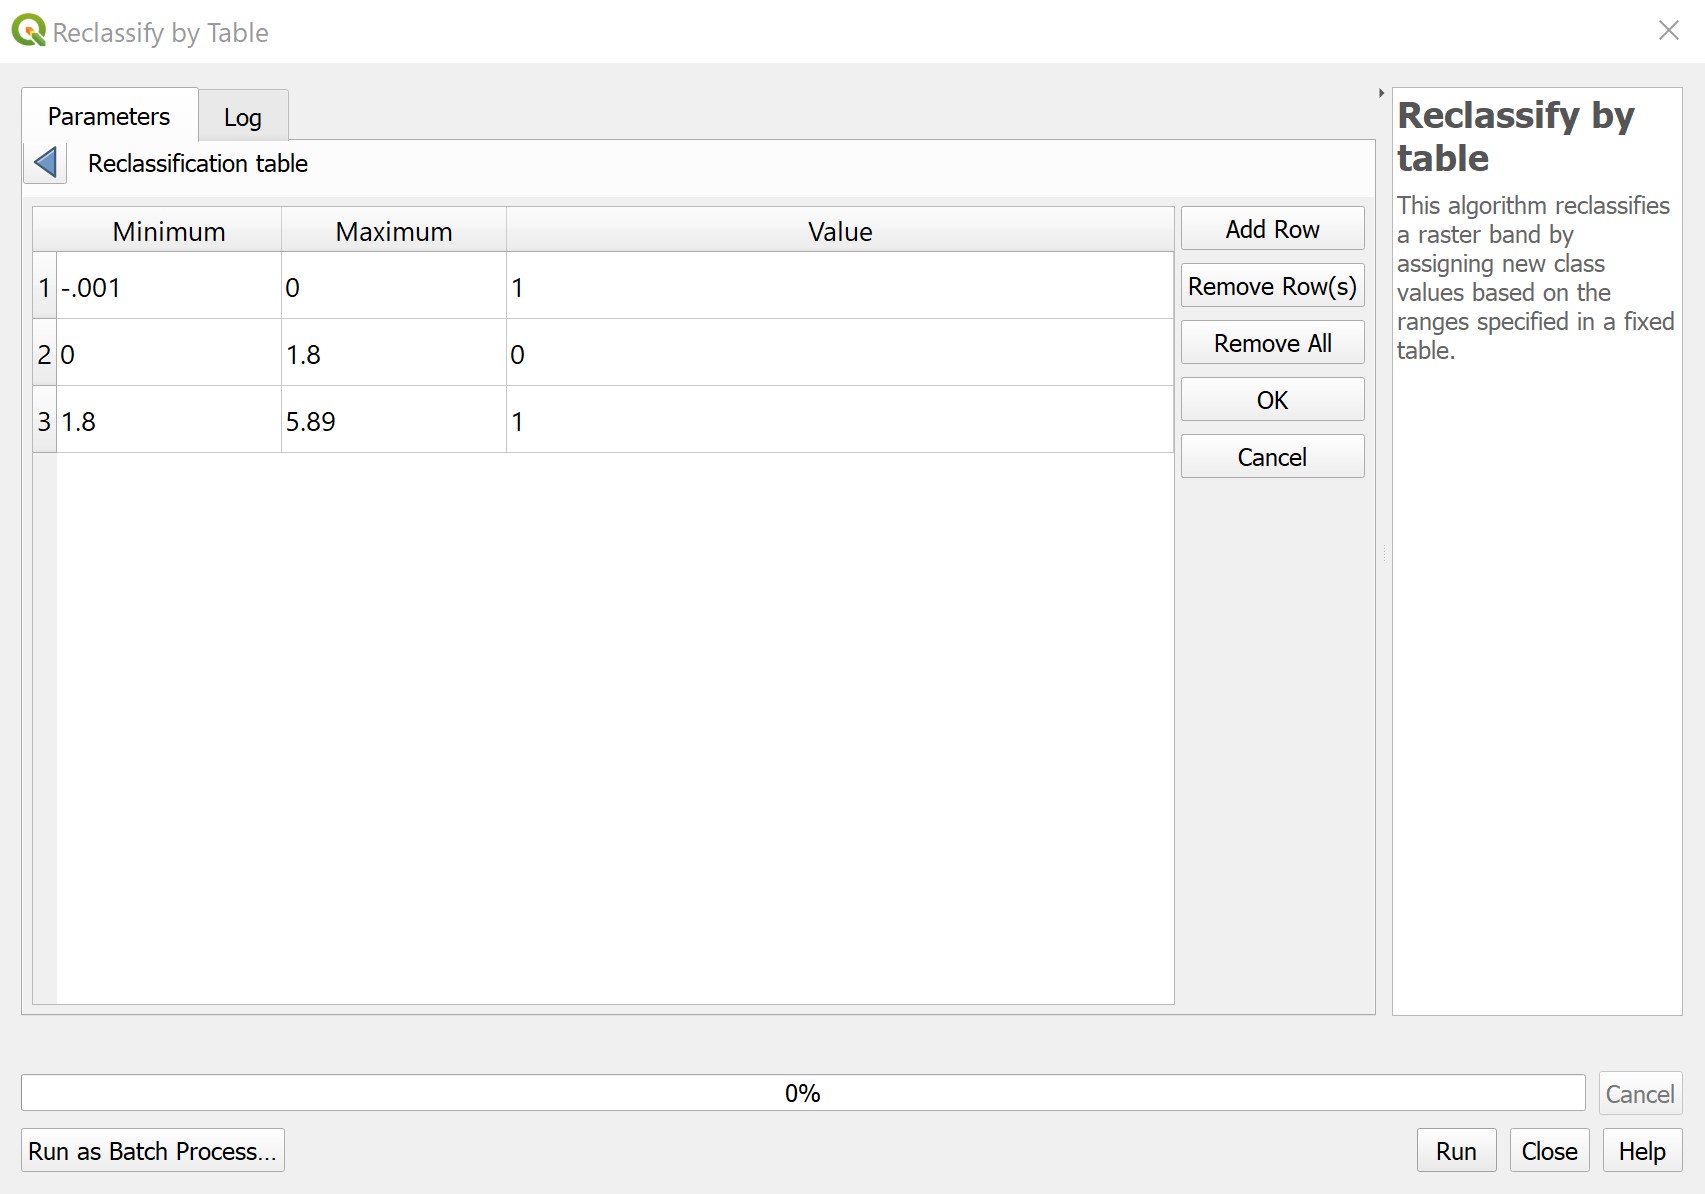 Reclassify by Table
Parameters
Log
Reclassification table
Minimum Maximum Value
1 -.001 0 1
2 0 1.8 0
3 1.8 5.89 1
Add Row
Remove Row(s)
Remove All
OK
Cancel
Reclassify by
table
This algorithm reclassifies
a raster band by
assigning new class
values based on the
ranges specified in a fixed
table.
0%
Cancel
Run as Batch Process...
Run
Close
Help